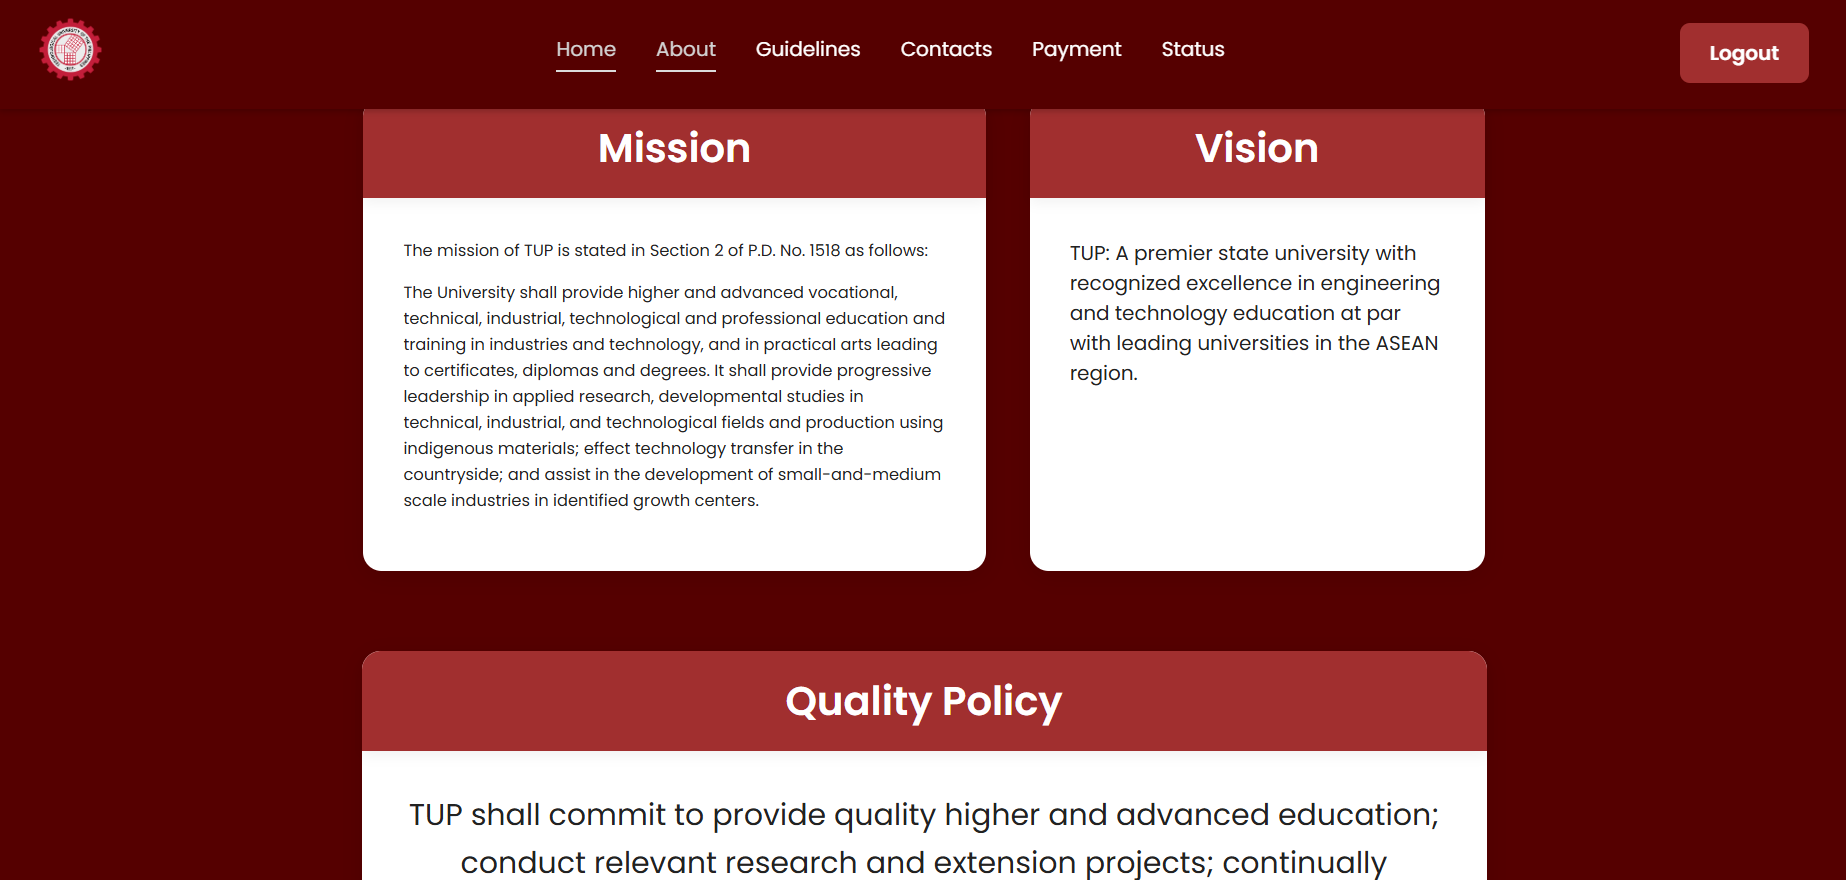 Home About Guidelines Contacts Payment Status Logout
Mission
The mission of TUP is stated in Section 2 of P.D. No. 1518 as follows:
The University shall provide higher and advanced vocational,
technical, industrial, technological and professional education and
training in industries and technology, and in practical arts leading
to certificates, diplomas and degrees. It shall provide progressive
leadership in applied research, developmental studies in
technical, industrial, and technological fields and production using
indigenous materials; effect technology transfer in the
countryside; and assist in the development of small-and-medium
scale industries in identified growth centers.
Vision
TUP: A premier state university with
recognized excellence in engineering
and technology education at par
with leading universities in the ASEAN
region.
Quality Policy
TUP shall commit to provide quality higher and advanced education;
conduct relevant research and extension projects; continually